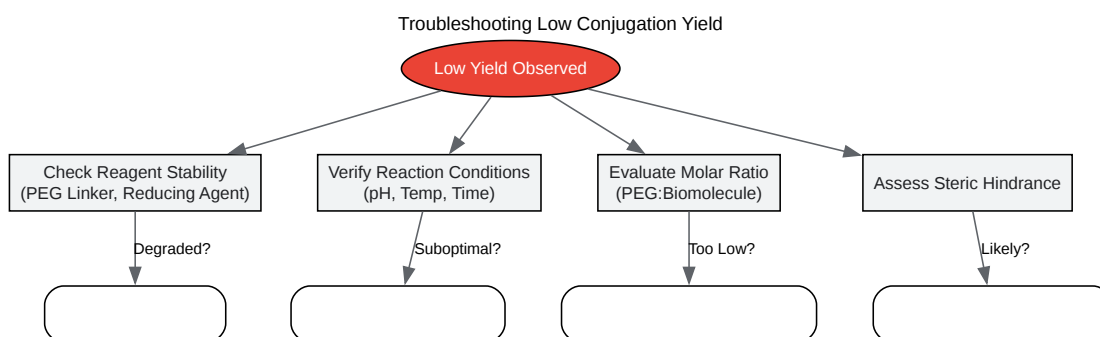 Troubleshooting Low Conjugation Yield
Low Yield Observed
Check Reagent Stability
(PEG Linker, Reducing Agent)
Verify Reaction Conditions
(pH, Temp, Time)
Evaluate Molar Ratio
(PEG:Biomolecule)
Assess Steric Hindrance
Degraded?
Suboptimal?
Too Low?
Likely?